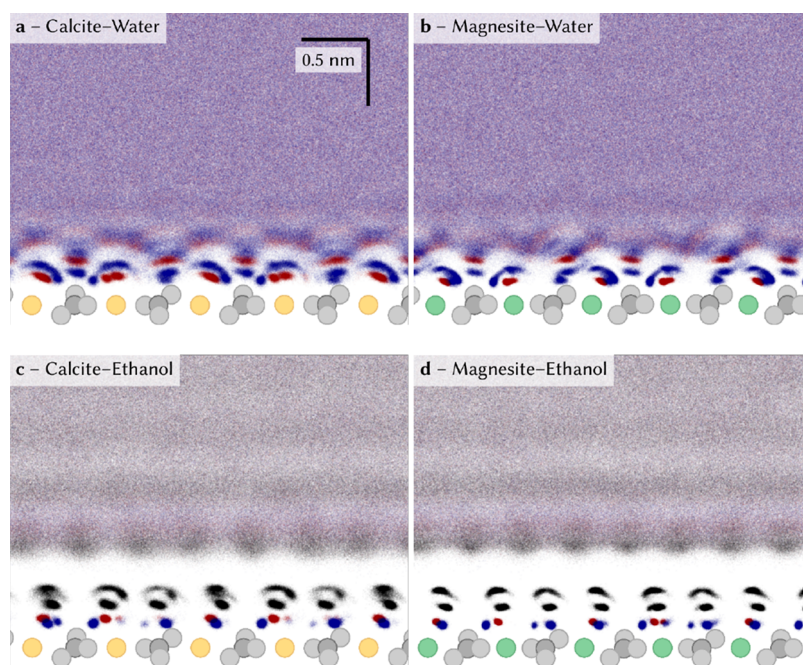 a – Calcite–Water
b – Magnesite–Water
0.5 nm
c – Calcite–Ethanol
d – Magnesite–Ethanol